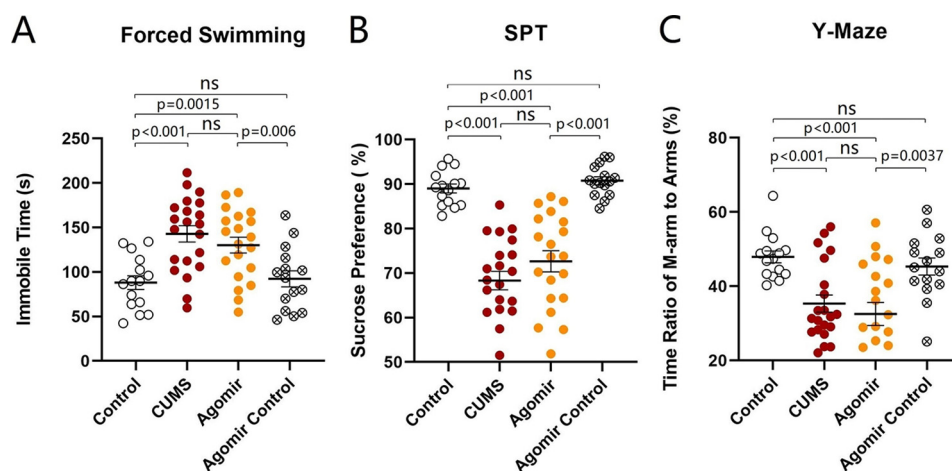 A
Forced Swimming
ns
p=0.0015
p<0.001
ns
p=0.006
Immobile Time (s)
250
200
150
100
50
0
Control
CUMS
Agomir
Agomir Control
B
SPT
ns
p<0.001
p<0.001
ns
p<0.001
Sucrose Preference ( %)
100
90
80
70
60
50
Control
CUMS
Agomir
Agomir Control
C
Y-Maze
ns
p<0.001
p<0.001
ns
p=0.0037
Time Ratio of M-arm to Arms (%)
80
60
40
20
Control
CUMS
Agomir
Agomir Control